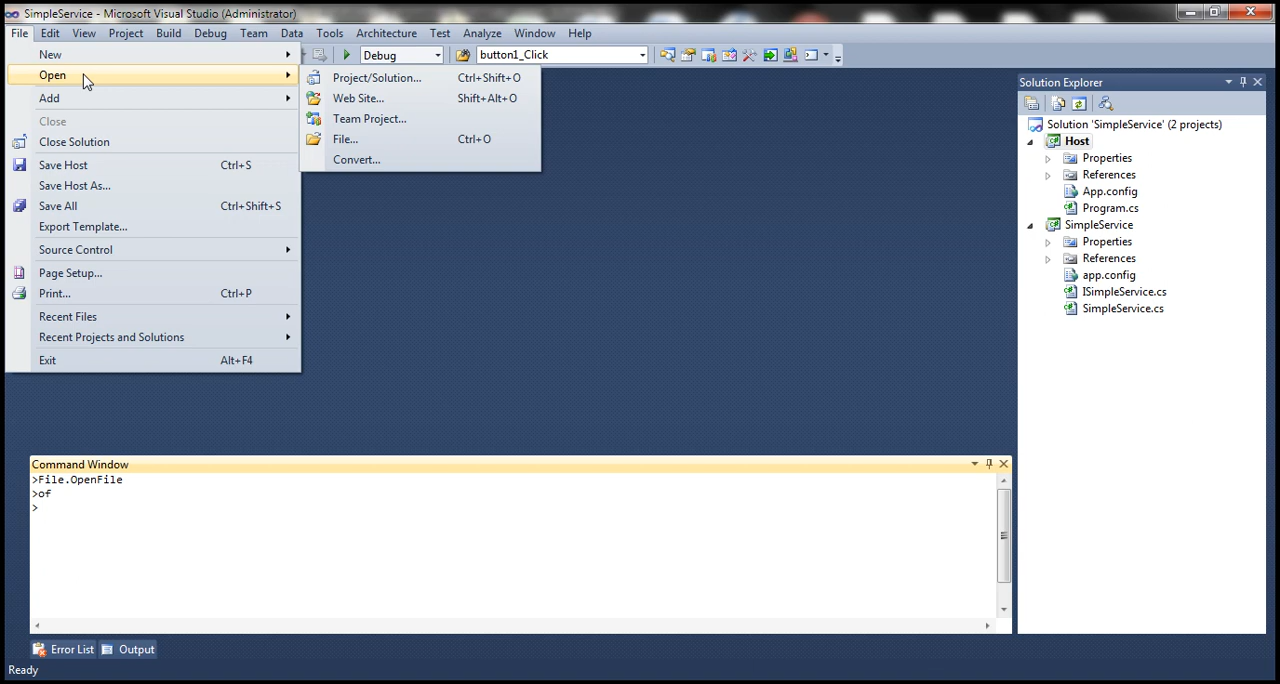 SimpleService - Microsoft Visual Studio (Administrator)
File Edit View Project Build Debug Team Data Tools Architecture Test Analyze Window Help
Debug button1_Click
New
Open
Add
Close
Close Solution
Save Host Ctrl+S
Save Host As...
Save All Ctrl+Shift+S
Export Template...
Source Control
Page Setup...
Print... Ctrl+P
Recent Files
Recent Projects and Solutions
Exit Alt+F4
Project/Solution... Ctrl+Shift+O
Web Site... Shift+Alt+O
Team Project...
File... Ctrl+O
Convert...
Solution Explorer
Solution 'SimpleService' (2 projects)
Host
Properties
References
App.config
Program.cs
SimpleService
Properties
References
app.config
ISimpleService.cs
SimpleService.cs
Command Window
>File.OpenFile
>of
>
Error List Output
Ready